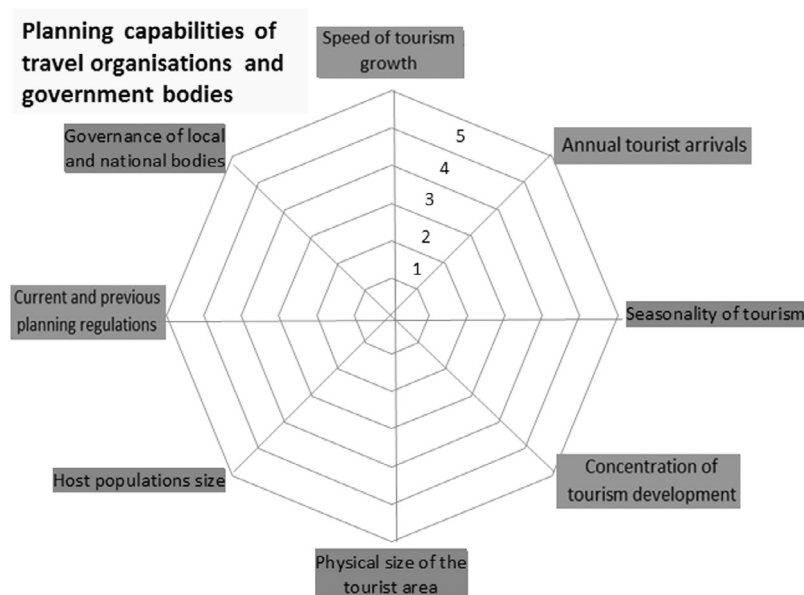 Planning capabilities of
travel organisations and
government bodies
Speed of tourism
growth
Governance of local
and national bodies
Annual tourist arrivals
5
4
3
2
1
Current and previous
planning regulations
Seasonality of tourism
Host populations size
Concentration of
tourism development
Physical size of the
tourist area